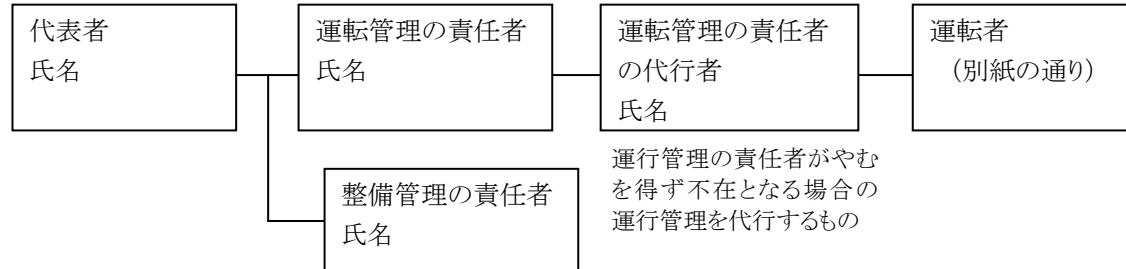 代表者
氏名
運転管理の責任者
氏名
運転管理の責任者
の代行者
氏名
運転者
（別紙の通り）
運行管理の責任者がやむ
を得ず不在となる場合の
運行管理を代行するもの
整備管理の責任者
氏名